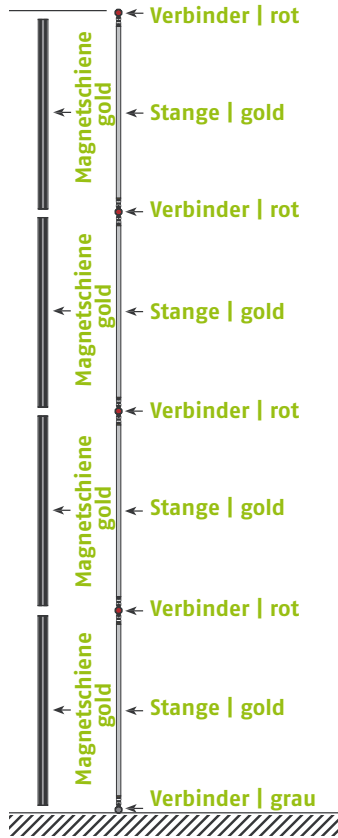 Verbinder | rot
Magnetschiene
gold
Stange | gold
Verbinder | rot
Magnetschiene
gold
Stange | gold
Verbinder | rot
Magnetschiene
gold
Stange | gold
Verbinder | rot
Magnetschiene
gold
Stange | gold
Verbinder | grau